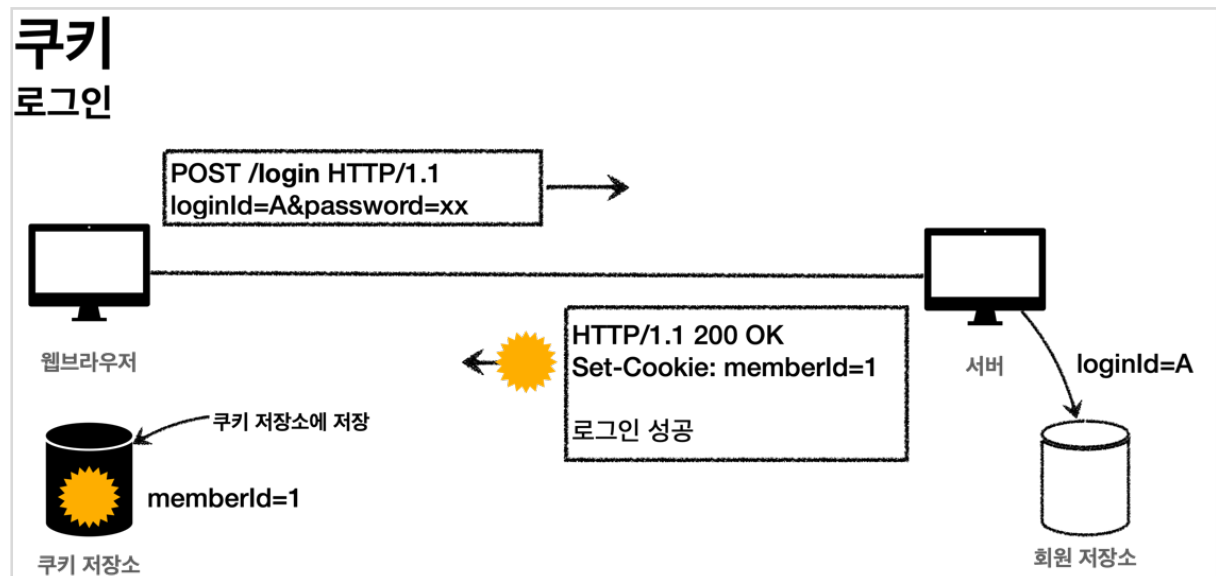 쿠키
로그인
POST /login HTTP/1.1
loginId=A&password=xx
웹브라우저
HTTP/1.1 200 OK
Set-Cookie: memberId=1
로그인 성공
서버
loginId=A
쿠키 저장소에 저장
memberId=1
쿠키 저장소
회원 저장소